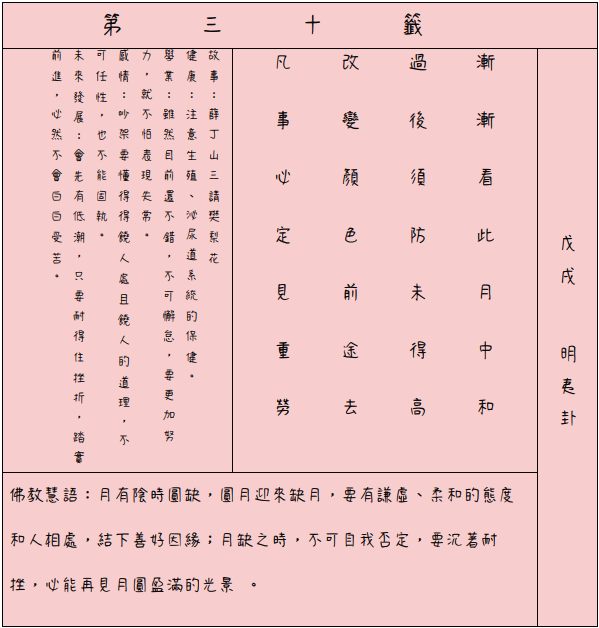 第三十籤
戊戌 明夷卦
漸漸看此月中和
過後須防未得高
改變顏色前途去
凡事必定見重勞
故事：薛丁山三請樊梨花
健康：注意生殖、泌尿道系統的保健。
學業：雖然目前還不錯，不可懈怠，要更加努
力，就不怕表現失常。
感情：吵架要懂得得饒人處且饒人的道理，不
可任性，也不能固執。
未來發展：會先有低潮，只要耐得住挫折，踏實
前進，必然不會白白受苦。
佛教慧語：月有陰時圓缺，圓月迎來缺月，要有謙虛、柔和的態度
和人相處，結下善好因緣；月缺之時，不可自我否定，要沉著耐
挫，必能再見月圓盈滿的光景 。